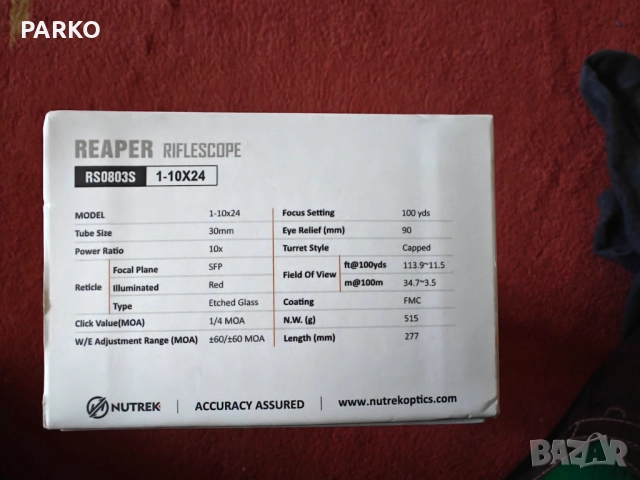 PARKO
REAPER RIFLESCOPE
RS0803S 1-10X24
MODEL 1-10x24
Tube Size 30mm
Power Ratio 10x
Reticle
Focal Plane SFP
Illuminated Red
Type Etched Glass
Click Value(MOA) 1/4 MOA
W/E Adjustment Range (MOA) ±60/±60 MOA
Focus Setting 100 yds
Eye Relief (mm) 90
Turret Style Capped
Field Of View
ft@100yds 113.9~11.5
m@100m 34.7~3.5
Coating FMC
N.W. (g) 515
Length (mm) 277
NUTREK | ACCURACY ASSURED | www.nutrekoptics.com
BAZAR